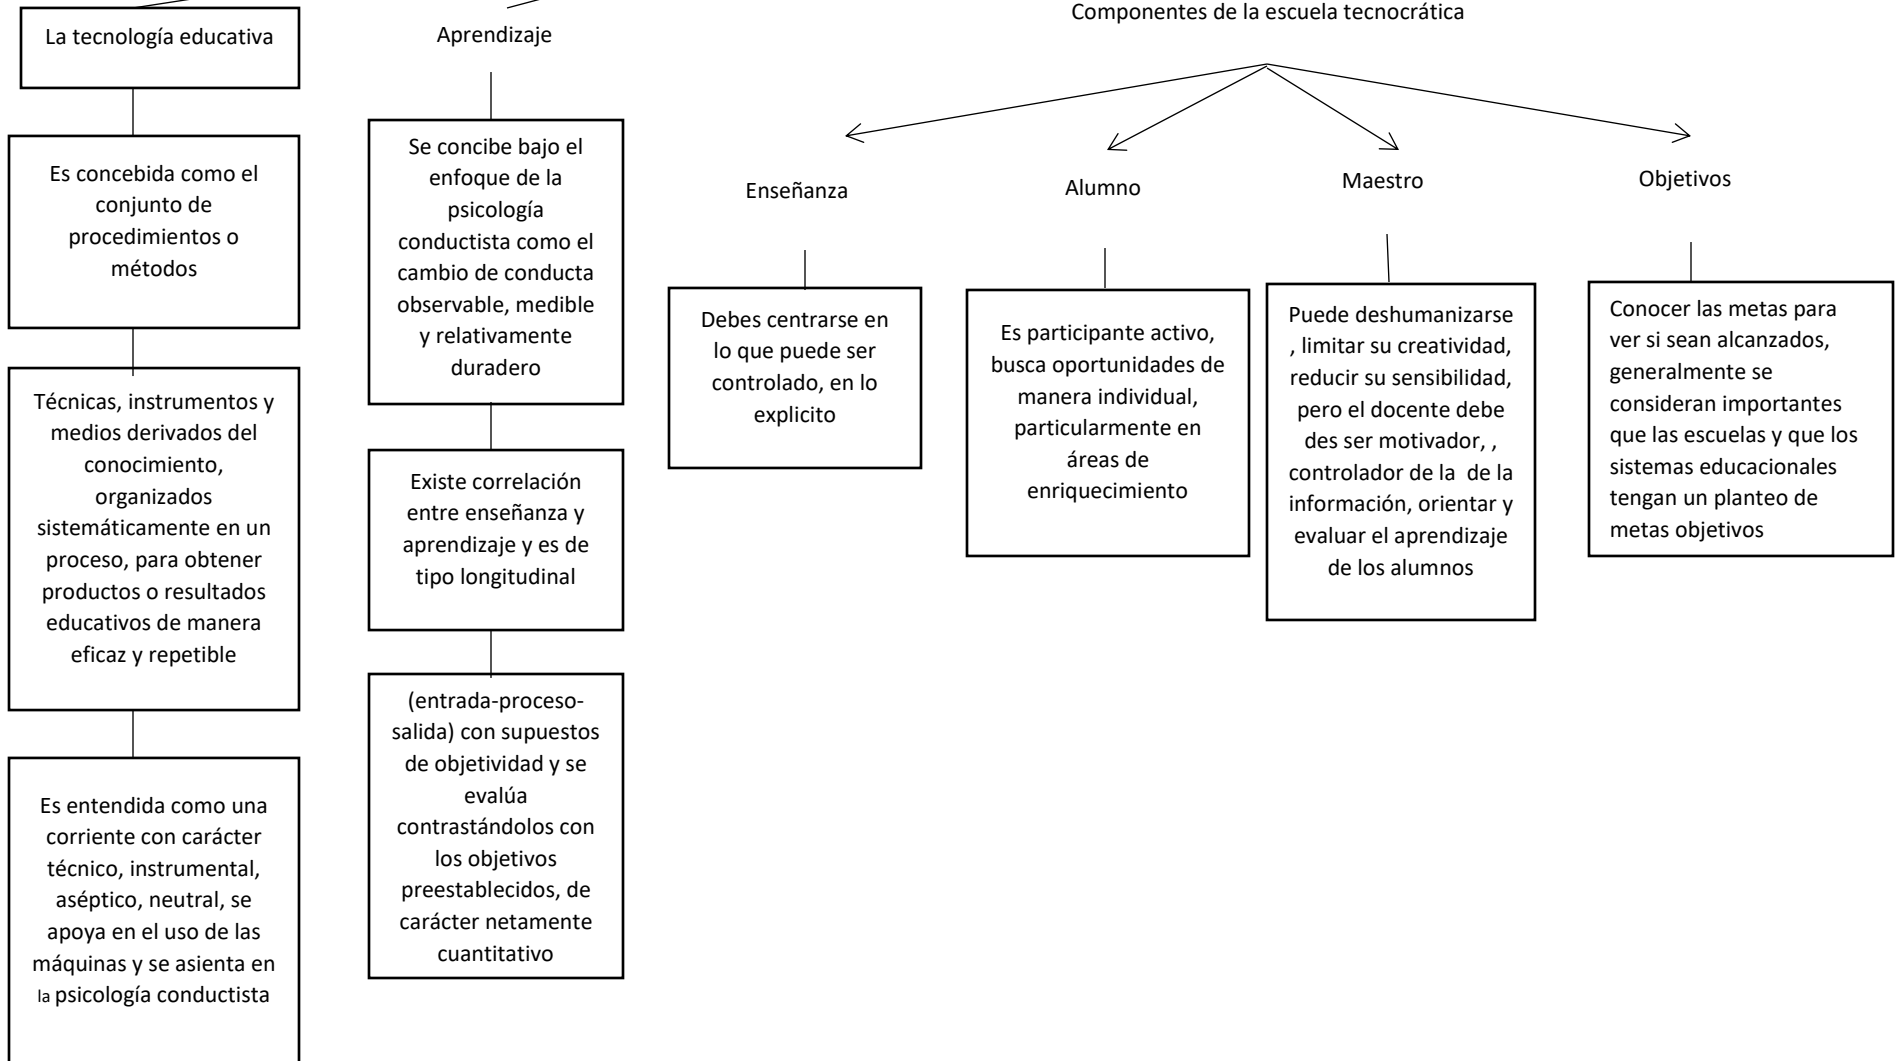 La tecnología educativa
Es concebida como el
conjunto de
procedimientos o
métodos
Técnicas, instrumentos y
medios derivados del
conocimiento,
organizados
sistemáticamente en un
proceso, para obtener
productos o resultados
educativos de manera
eficaz y repetible
Es entendida como una
corriente con carácter
técnico, instrumental,
aséptico, neutral, se
apoya en el uso de las
máquinas y se asienta en
la psicología conductista
Aprendizaje
Se concibe bajo el
enfoque de la
psicología
conductista como el
cambio de conducta
observable, medible
y relativamente
duradero
Existe correlación
entre enseñanza y
aprendizaje y es de
tipo longitudinal
(entrada-proceso-
salida) con supuestos
de objetividad y se
evalúa
contrastándolos con
los objetivos
preestablecidos, de
carácter netamente
cuantitativo
Componentes de la escuela tecnocrática
Enseñanza
Debes centrarse en
lo que puede ser
controlado, en lo
explicito
Alumno
Es participante activo,
busca oportunidades de
manera individual,
particularmente en
áreas de
enriquecimiento
Maestro
Puede deshumanizarse
, limitar su creatividad,
reducir su sensibilidad,
pero el docente debe
des ser motivador, ,
controlador de la  de la
información, orientar y
evaluar el aprendizaje
de los alumnos
Objetivos
Conocer las metas para
ver si sean alcanzados,
generalmente se
consideran importantes
que las escuelas y que los
sistemas educacionales
tengan un planteo de
metas objetivos